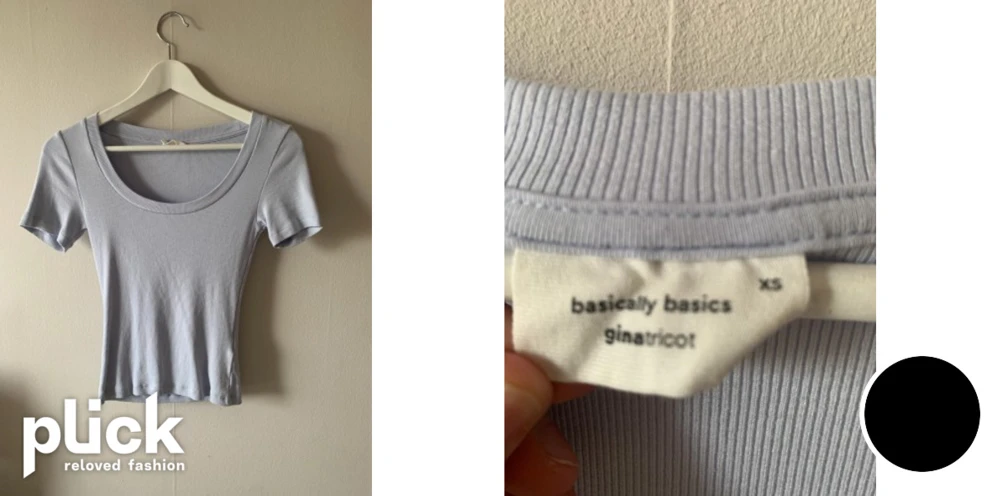 plick
reloved fashion
xs
basically basics
ginatricot